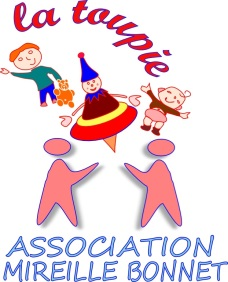 la toupie
ASSOCIATION
MIREILLE BONNET